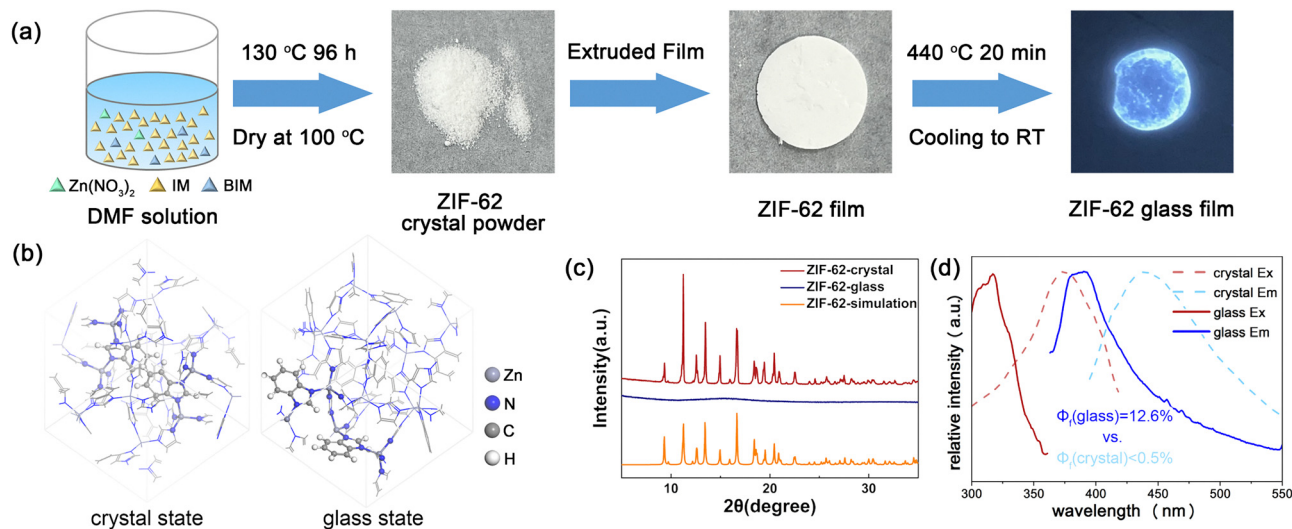 (a)
130 °C 96 h
Dry at 100 °C
Extruded Film
440 °C 20 min
Cooling to RT
Zn(NO₃)₂ IM BIM
DMF solution
ZIF-62
crystal powder
ZIF-62 film
ZIF-62 glass film
(b)
Zn
N
C
H
crystal state
glass state
(c)
ZIF-62-crystal
ZIF-62-glass
ZIF-62-simulation
Intensity(a.u.)
10 20 30
2θ(degree)
(d)
crystal Ex
crystal Em
glass Ex
glass Em
relative intensity (a.u.)
Φf(glass)=12.6%
vs.
Φf(crystal)<0.5%
300 350 400 450 500 550
wavelength (nm)